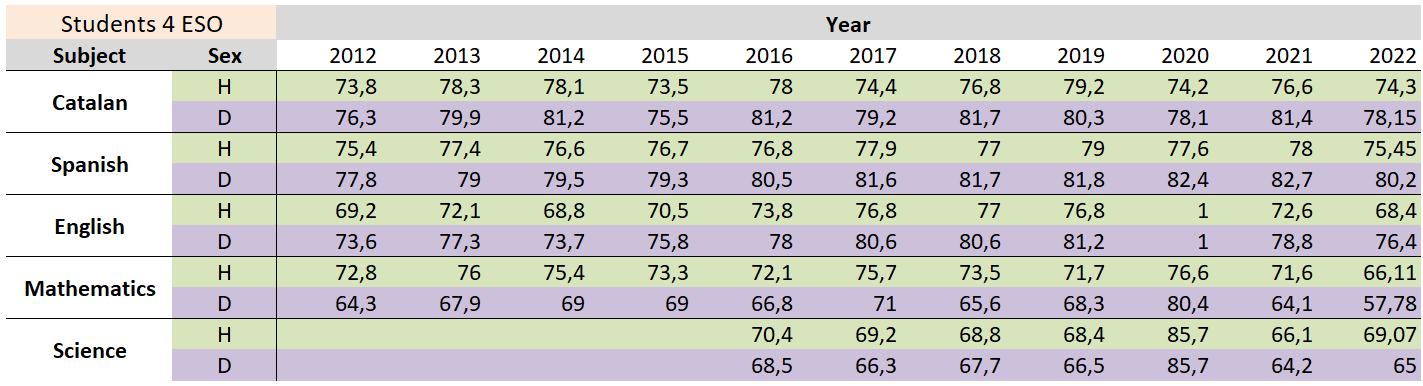 Students 4 ESO Year
Subject Sex 2012 2013 2014 2015 2016 2017 2018 2019 2020 2021 2022
Catalan H 73,8 78,3 78,1 73,5 78 74,4 76,8 79,2 74,2 76,6 74,3
D 76,3 79,9 81,2 75,5 81,2 79,2 81,7 80,3 78,1 81,4 78,15
Spanish H 75,4 77,4 76,6 76,7 76,8 77,9 77 79 77,6 78 75,45
D 77,8 79 79,5 79,3 80,5 81,6 81,7 81,8 82,4 82,7 80,2
English H 69,2 72,1 68,8 70,5 73,8 76,8 77 76,8 1 72,6 68,4
D 73,6 77,3 73,7 75,8 78 80,6 80,6 81,2 1 78,8 76,4
Mathematics H 72,8 76 75,4 73,3 72,1 75,7 73,5 71,7 76,6 71,6 66,11
D 64,3 67,9 69 69 66,8 71 65,6 68,3 80,4 64,1 57,78
Science H 70,4 69,2 68,8 68,4 85,7 66,1 69,07
D 68,5 66,3 67,7 66,5 85,7 64,2 65